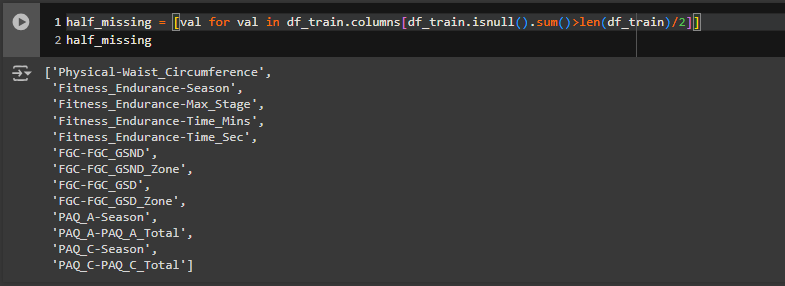 1 half_missing = [val for val in df_train.columns[df_train.isnull().sum()>len(df_train)/2]]
2 half_missing
['Physical-Waist_Circumference',
'Fitness_Endurance-Season',
'Fitness_Endurance-Max_Stage',
'Fitness_Endurance-Time_Mins',
'Fitness_Endurance-Time_Sec',
'FGC-FGC_GSND',
'FGC-FGC_GSND_Zone',
'FGC-FGC_GSD',
'FGC-FGC_GSD_Zone',
'PAQ_A-Season',
'PAQ_A-PAQ_A_Total',
'PAQ_C-Season',
'PAQ_C-PAQ_C_Total']